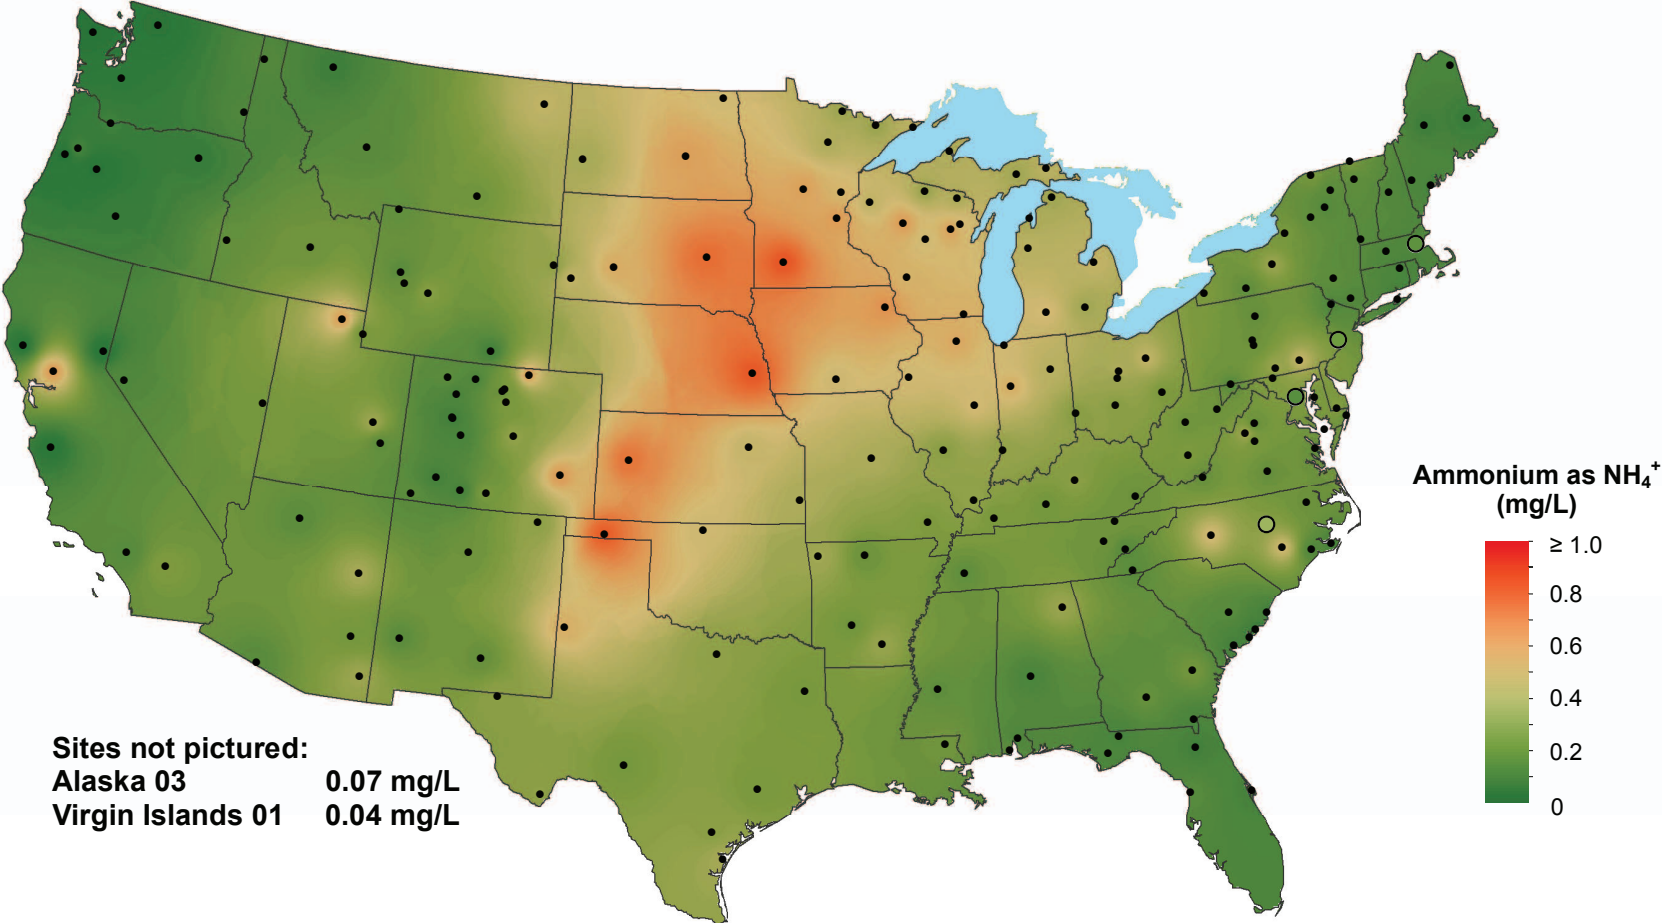 Ammonium as NH₄⁺
(mg/L)
≥ 1.0
0.8
0.6
0.4
0.2
0
Sites not pictured:
Alaska 03 0.07 mg/L
Virgin Islands 01 0.04 mg/L